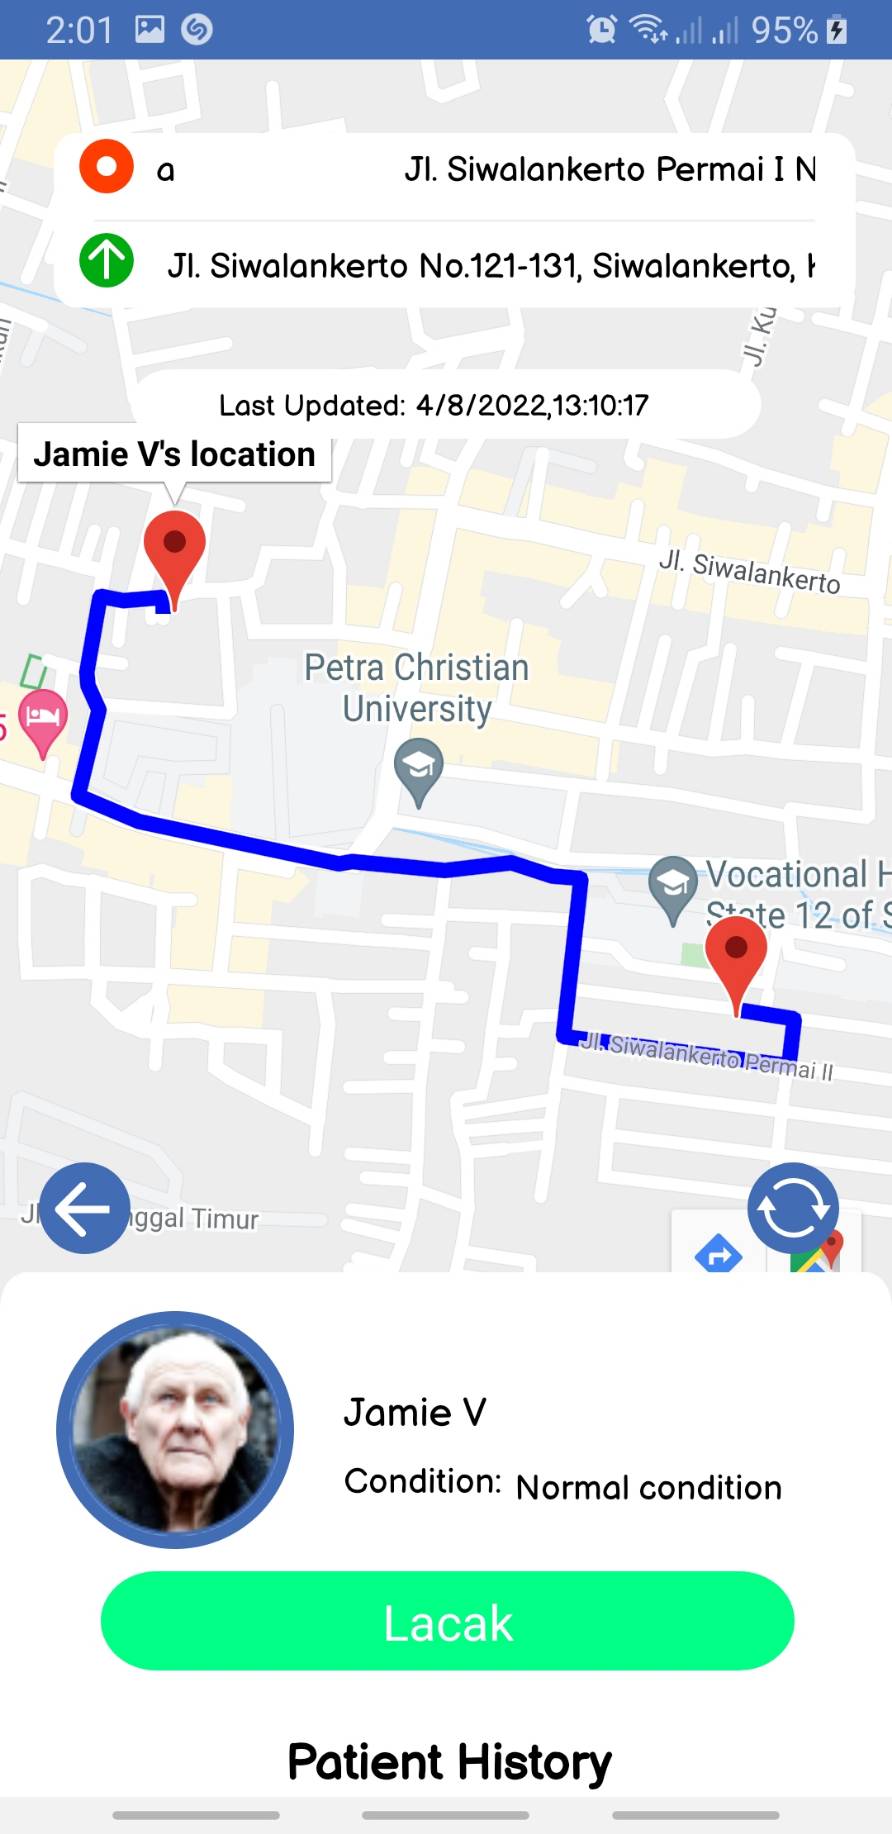 2:01 95%
a Jl. Siwalankerto Permai I N
Jl. Siwalankerto No.121-131, Siwalankerto,
Jl. Ku
Last Updated: 4/8/2022,13:10:17
Jamie V's location
Jl. Siwalankerto
Petra Christian
University
5
Vocational H
State 12 of S
Jl. Siwalankerto Permai II
nggal Timur
Jamie V
Condition: Normal condition
Lacak
Patient History